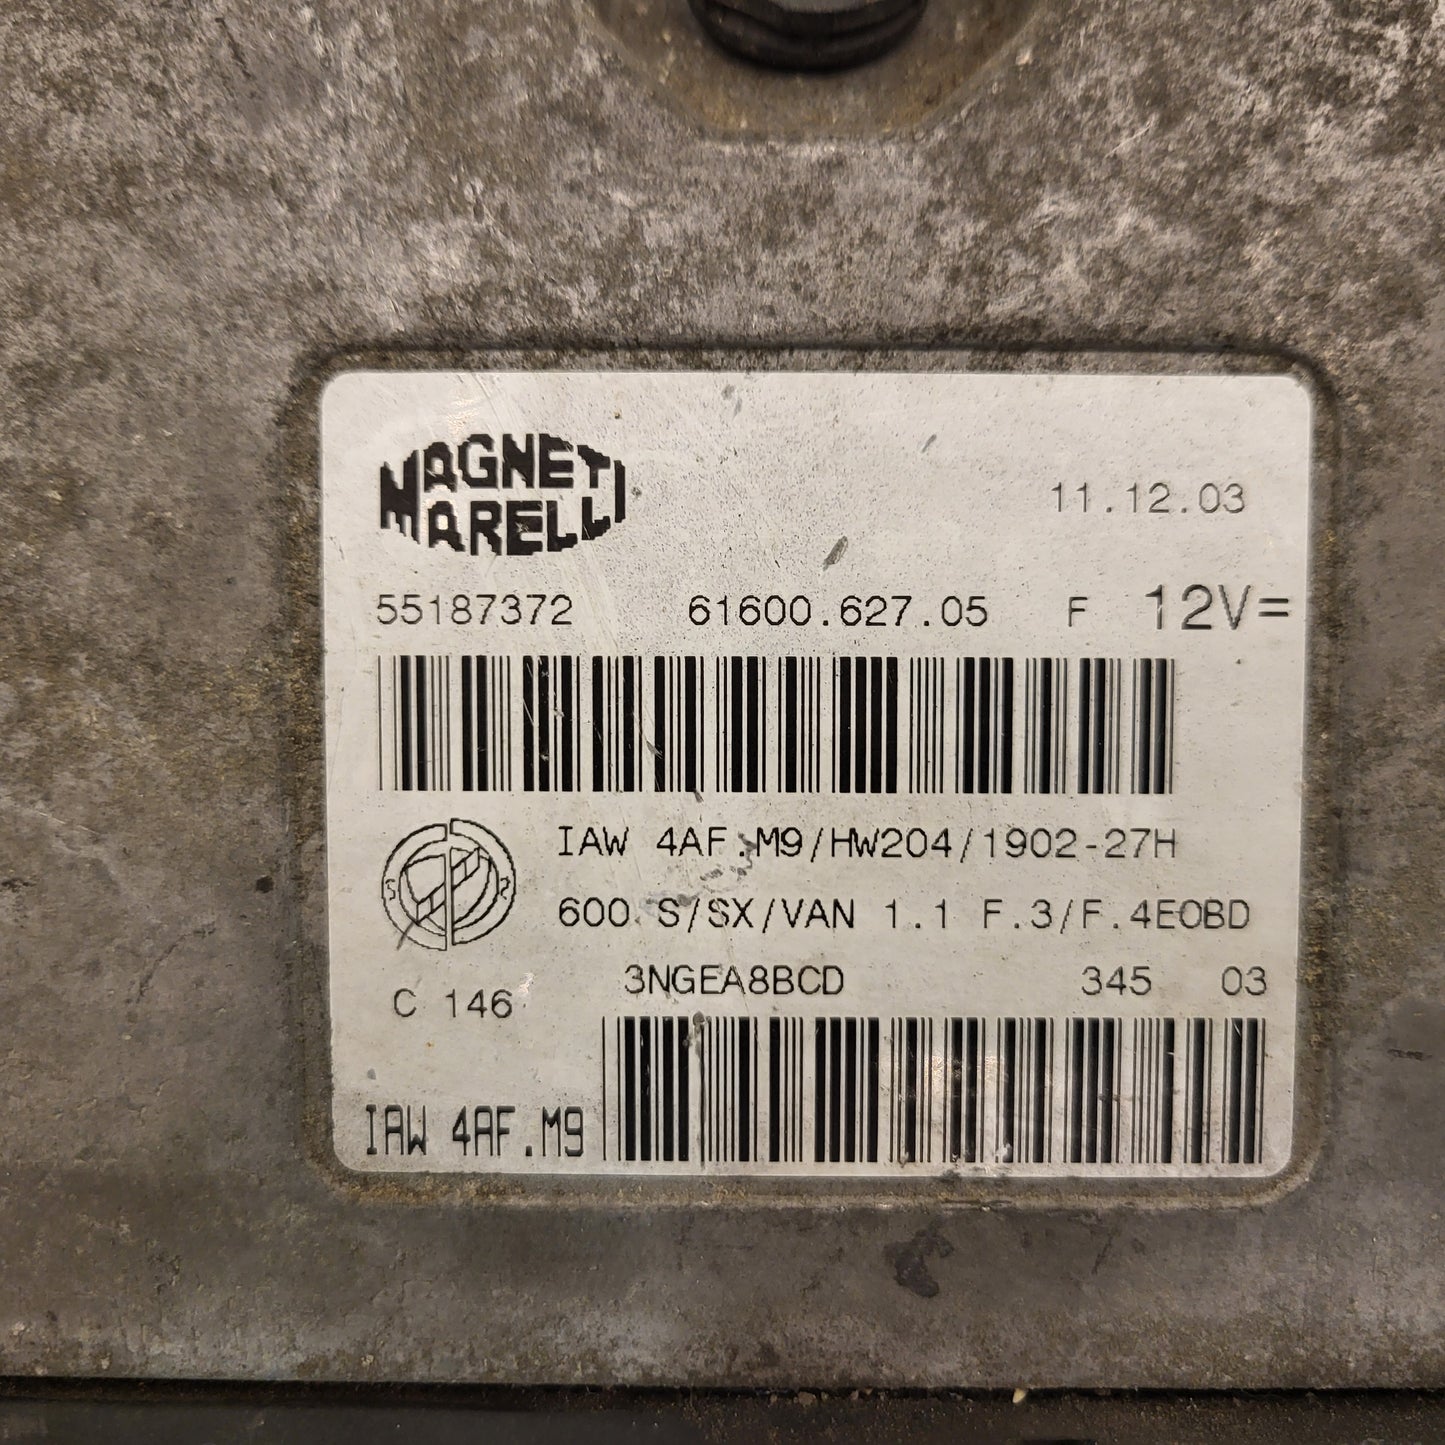 MAGNETI
MARELLI
11.12.03
55187372 61600.627.05 F 12V=
IAW 4AF.M9/HW204/1902-27H
600 S/SX/VAN 1.1 F.3/F.4EOBD
3NGEA8BCD 345 03
C 146
IAW 4AF.M9